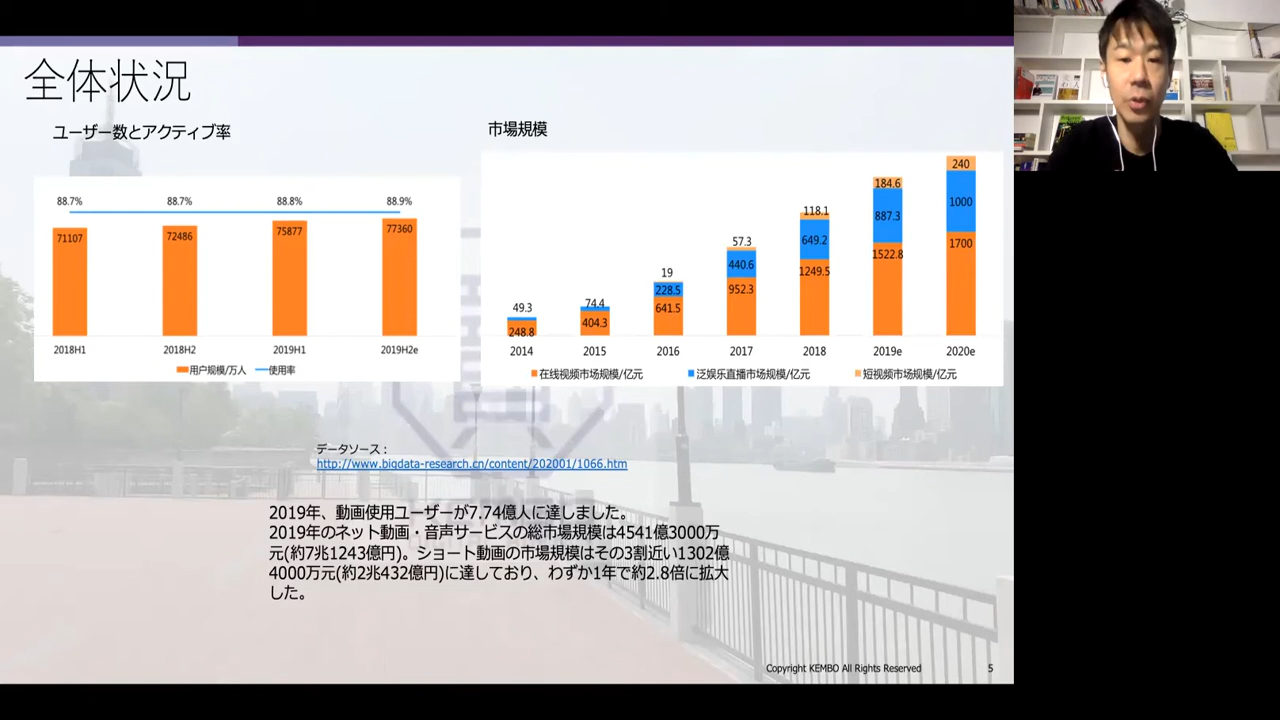 全体状況
ユーザー数とアクティブ率
市場規模
88.7%
88.7%
88.8%
88.9%
71107
72486
75877
77360
2018H1
2018H2
2019H1
2019H2e
用户规模/万人
使用率
49.3
248.8
74.4
404.3
19
228.5
641.5
57.3
440.6
952.3
118.1
649.2
1249.5
184.6
887.3
1522.8
240
1000
1700
2014
2015
2016
2017
2018
2019e
2020e
在线视频市场规模/亿元
泛娱乐直播市场规模/亿元
短视频市场规模/亿元
データソース：
http://www.bigdata-research.cn/content/202001/1066.htm
2019年、動画使用ユーザーが7.74億人に達しました。
2019年のネット動画・音声サービスの総市場規模は4541億3000万
元(約7兆1243億円)。ショート動画の市場規模はその3割近い1302億
4000万元(約2兆432億円)に達しており、わずか1年で約2.8倍に拡大
した。
Copyright KEMBO All Rights Reserved
5